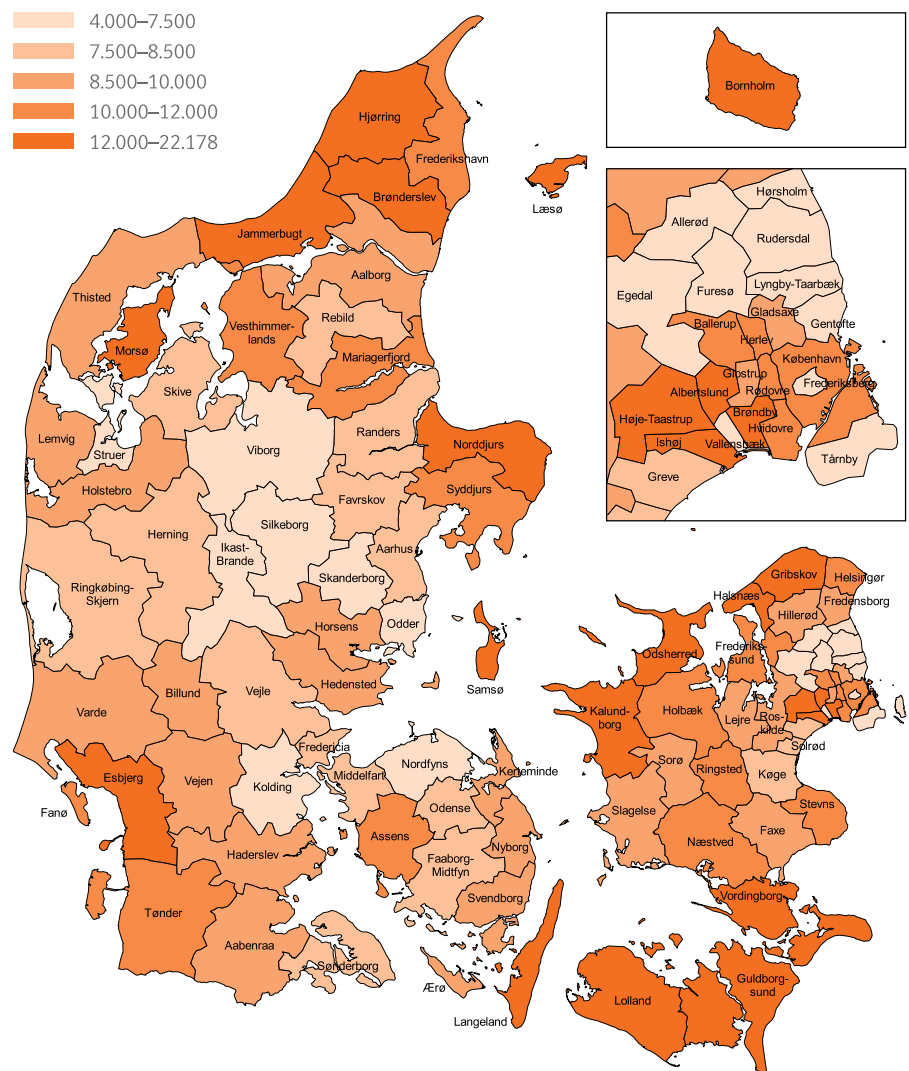 4.000–7.500
7.500–8.500
8.500–10.000
10.000–12.000
12.000–22.178
Bornholm
Hjørring
Frederikshavn
Brønderslev
Læsø
Jammerbugt
Aalborg
Thisted
Rebild
Vesthimmer-
lands
Morsø
Mariagerfjord
Skive
Lemvig
Struer
Viborg
Randers
Norddjurs
Holstebro
Favrskov
Syddjurs
Herning
Silkeborg
Ikast-
Brande
Aarhus
Skanderborg
Ringkøbing-
Skjern
Horsens
Odder
Hedensted
Samsø
Billund
Vejle
Varde
Fredericia
Esbjerg
Vejen
Kolding
Fanø
Middelfart
Nordfyns
Kerteminde
Odense
Assens
Nyborg
Haderslev
Faaborg-
Midtfyn
Svendborg
Tønder
Aabenraa
Sønderborg
Ærø
Langeland
Hørsholm
Allerød
Rudersdal
Egedal
Furesø
Lyngby-Taarbæk
Gladsaxe
Ballerup
Gentofte
Herlev
København
Glostrup
Rødovre
Frederiksberg
Albertslund
Høje-Taastrup
Brøndby
Hvidovre
Ishøj
Vallensbæk
Greve
Tårnby
Gribskov
Helsingør
Halsnæs
Fredensborg
Hillerød
Odsherred
Frederiks-
sund
Kalund-
borg
Holbæk
Lejre
Ros-
kilde
Solrød
Sorø
Ringsted
Køge
Slagelse
Stevns
Næstved
Faxe
Vordingborg
Lolland
Guldborg-
sund